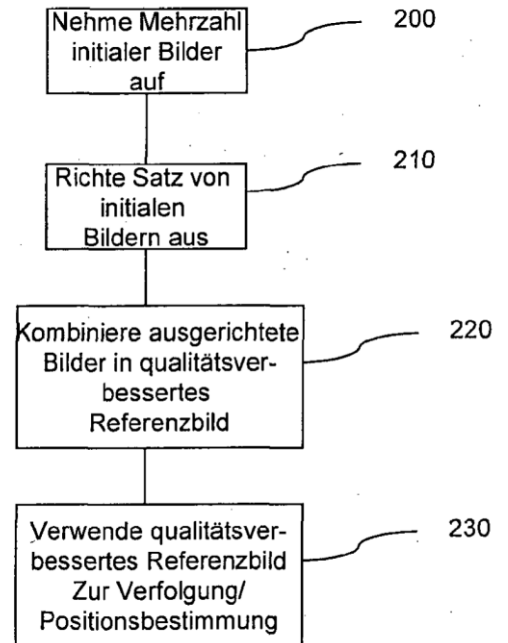 Nehme Mehrzahl
initialer Bilder
auf
200
Richte Satz von
initialen
Bildern aus
210
Kombiniere ausgerichtete
Bilder in qualitätsver-
bessertes
Referenzbild
220
Verwende qualitätsver-
bessertes Referenzbild
Zur Verfolgung/
Positionsbestimmung
230